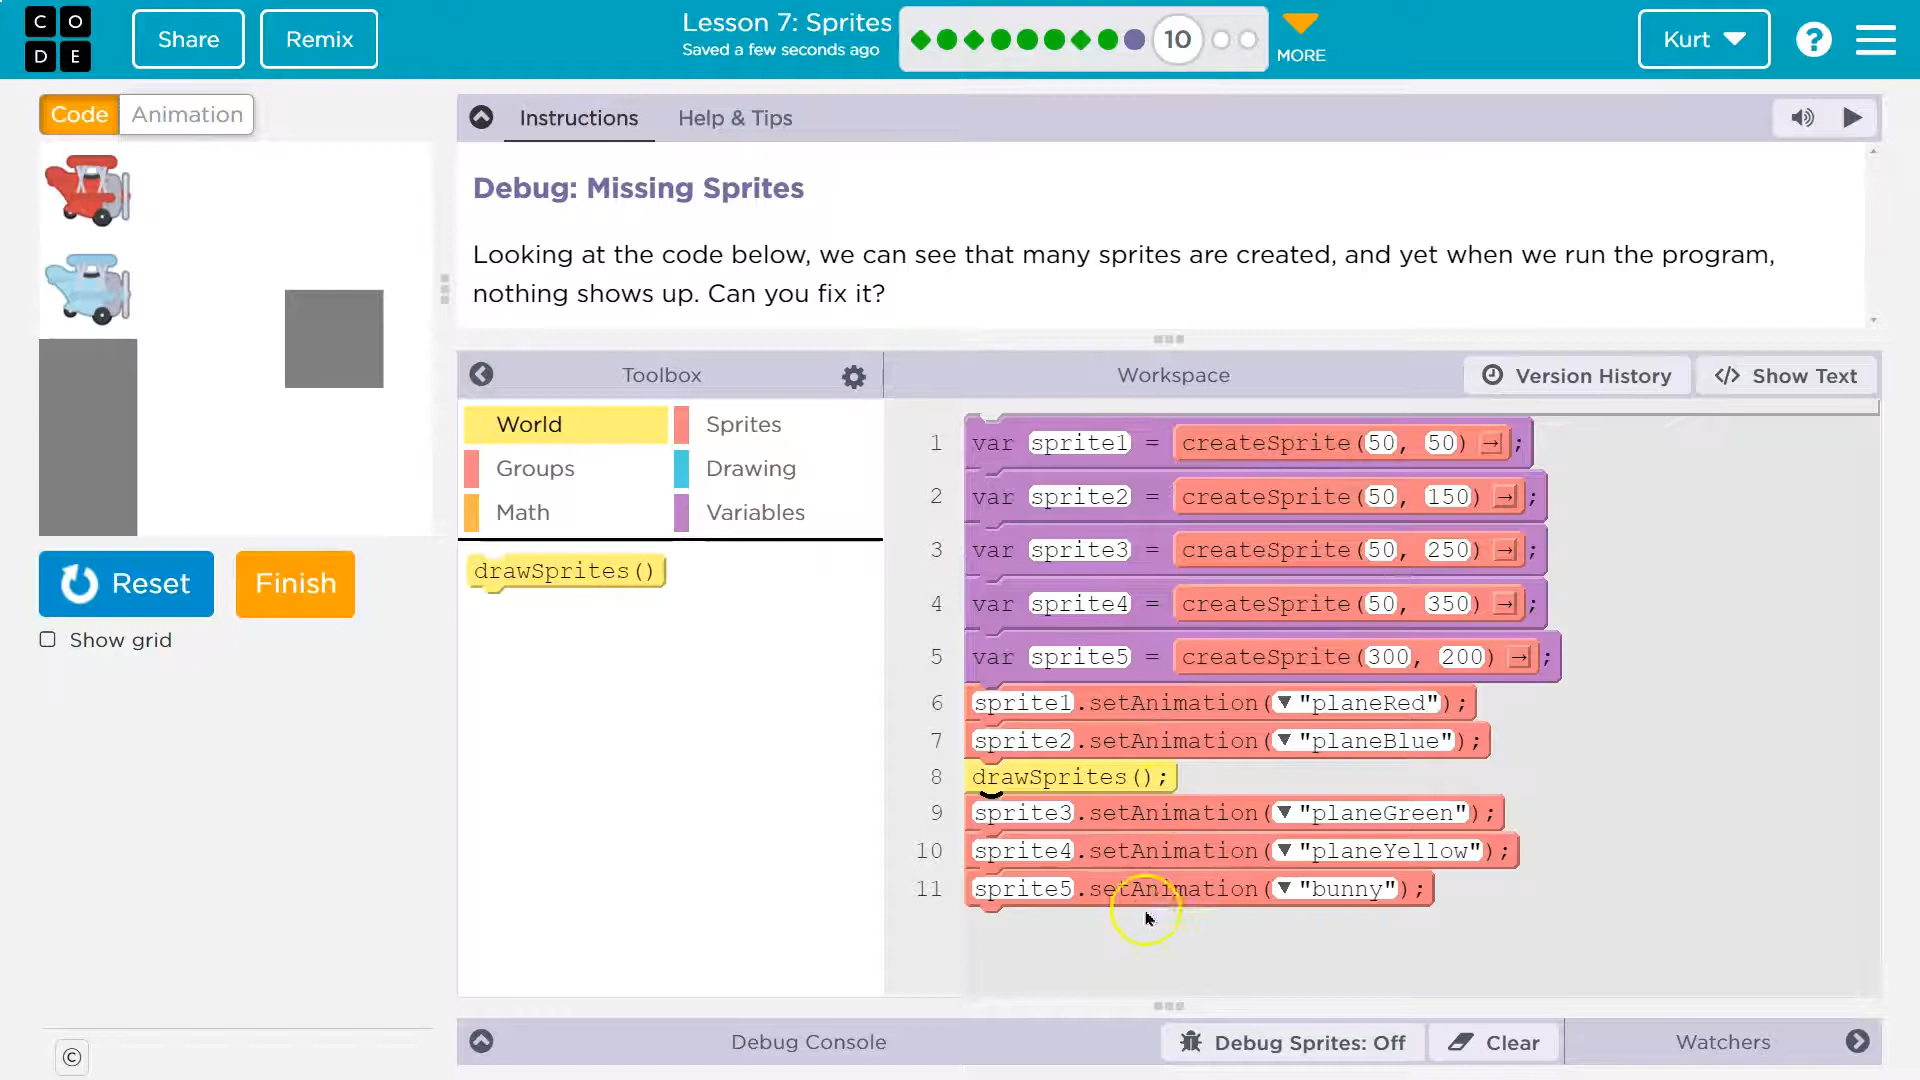 CO
DE
Share
Remix
Lesson 7: Sprites
Saved a few seconds ago
10
MORE
Kurt
?
Code
Animation
Instructions
Help & Tips
Debug: Missing Sprites
Looking at the code below, we can see that many sprites are created, and yet when we run the program,
nothing shows up. Can you fix it?
Reset
Finish
Show grid
©
Toolbox
World
Sprites
Groups
Drawing
Math
Variables
drawSprites()
Workspace
Version History
</> Show Text
1 var sprite1 = createSprite(50, 50) → ;
2 var sprite2 = createSprite(50, 150) → ;
3 var sprite3 = createSprite(50, 250) → ;
4 var sprite4 = createSprite(50, 350) → ;
5 var sprite5 = createSprite(300, 200) → ;
6 sprite1.setAnimation(▼ "planeRed");
7 sprite2.setAnimation(▼ "planeBlue");
8 drawSprites();
9 sprite3.setAnimation(▼ "planeGreen");
10 sprite4.setAnimation(▼ "planeYellow");
11 sprite5.setAnimation(▼ "bunny");
Debug Console
Debug Sprites: Off
Clear
Watchers